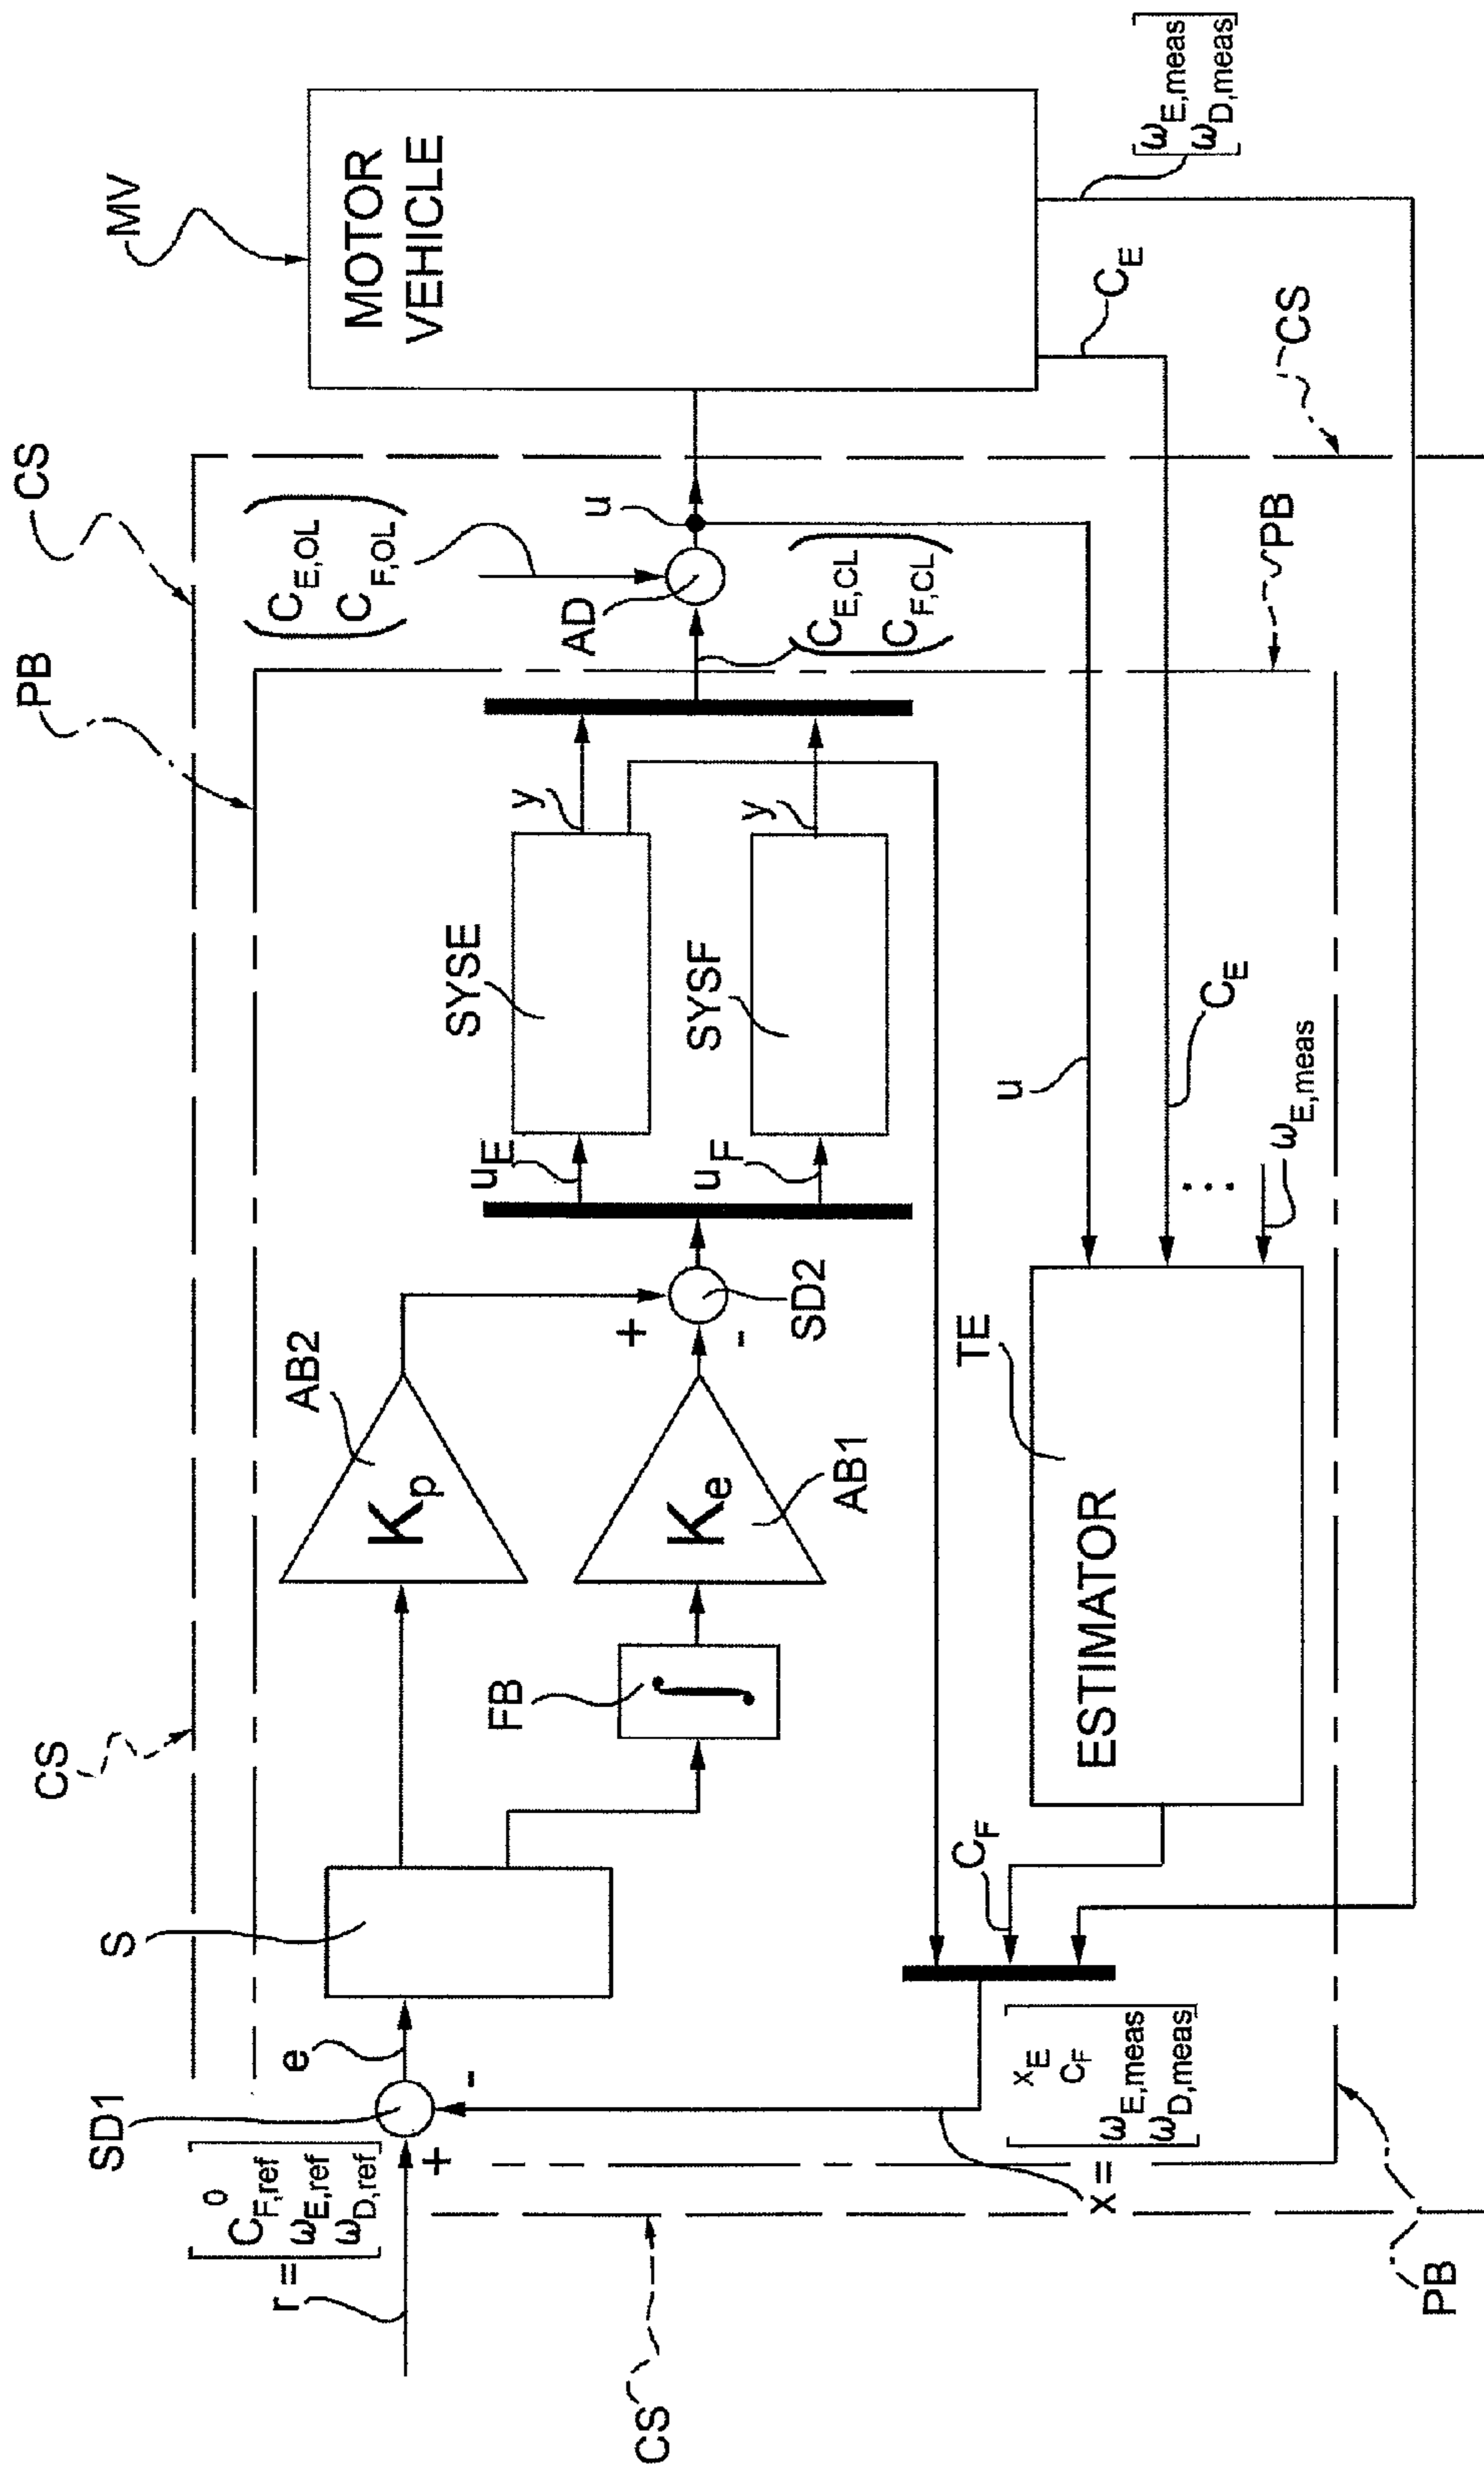 CS
CS
PB
MV
MOTOR
VEHICLE
(C_E,OL
C_F,OL)
u
AD
(C_E,CL
C_F,CL)
[ω_E,meas
ω_D,meas]
C_E
CS
PB
AB2
K_p
+
-
SD2
K_e
AB1
FB
∫
S
u_E
SYSE
y
u_F
SYSF
y
SD1
e
-
+
r = [0
C_F,ref
ω_E,ref
ω_D,ref]
u
C_E
⋮
ω_E,meas
TE
ESTIMATOR
C_F
x = [x_E
C_F
ω_E,meas
ω_D,meas]
CS
PB